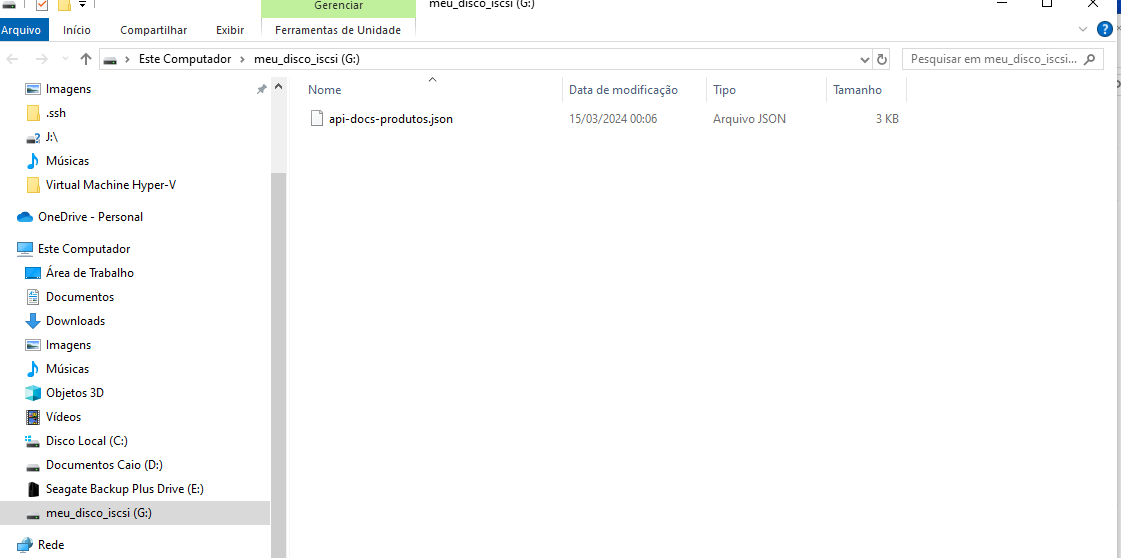 Gerenciar
meu_disco_iscsi (G:)
Arquivo Início Compartilhar Exibir Ferramentas de Unidade
Este Computador meu_disco_iscsi (G:) Pesquisar em meu_disco_iscsi...
Imagens
.ssh
J:\
Músicas
Virtual Machine Hyper-V
OneDrive - Personal
Este Computador
Área de Trabalho
Documentos
Downloads
Imagens
Músicas
Objetos 3D
Vídeos
Disco Local (C:)
Documentos Caio (D:)
Seagate Backup Plus Drive (E:)
meu_disco_iscsi (G:)
Rede
Nome Data de modificação Tipo Tamanho
api-docs-produtos.json 15/03/2024 00:06 Arquivo JSON 3 KB